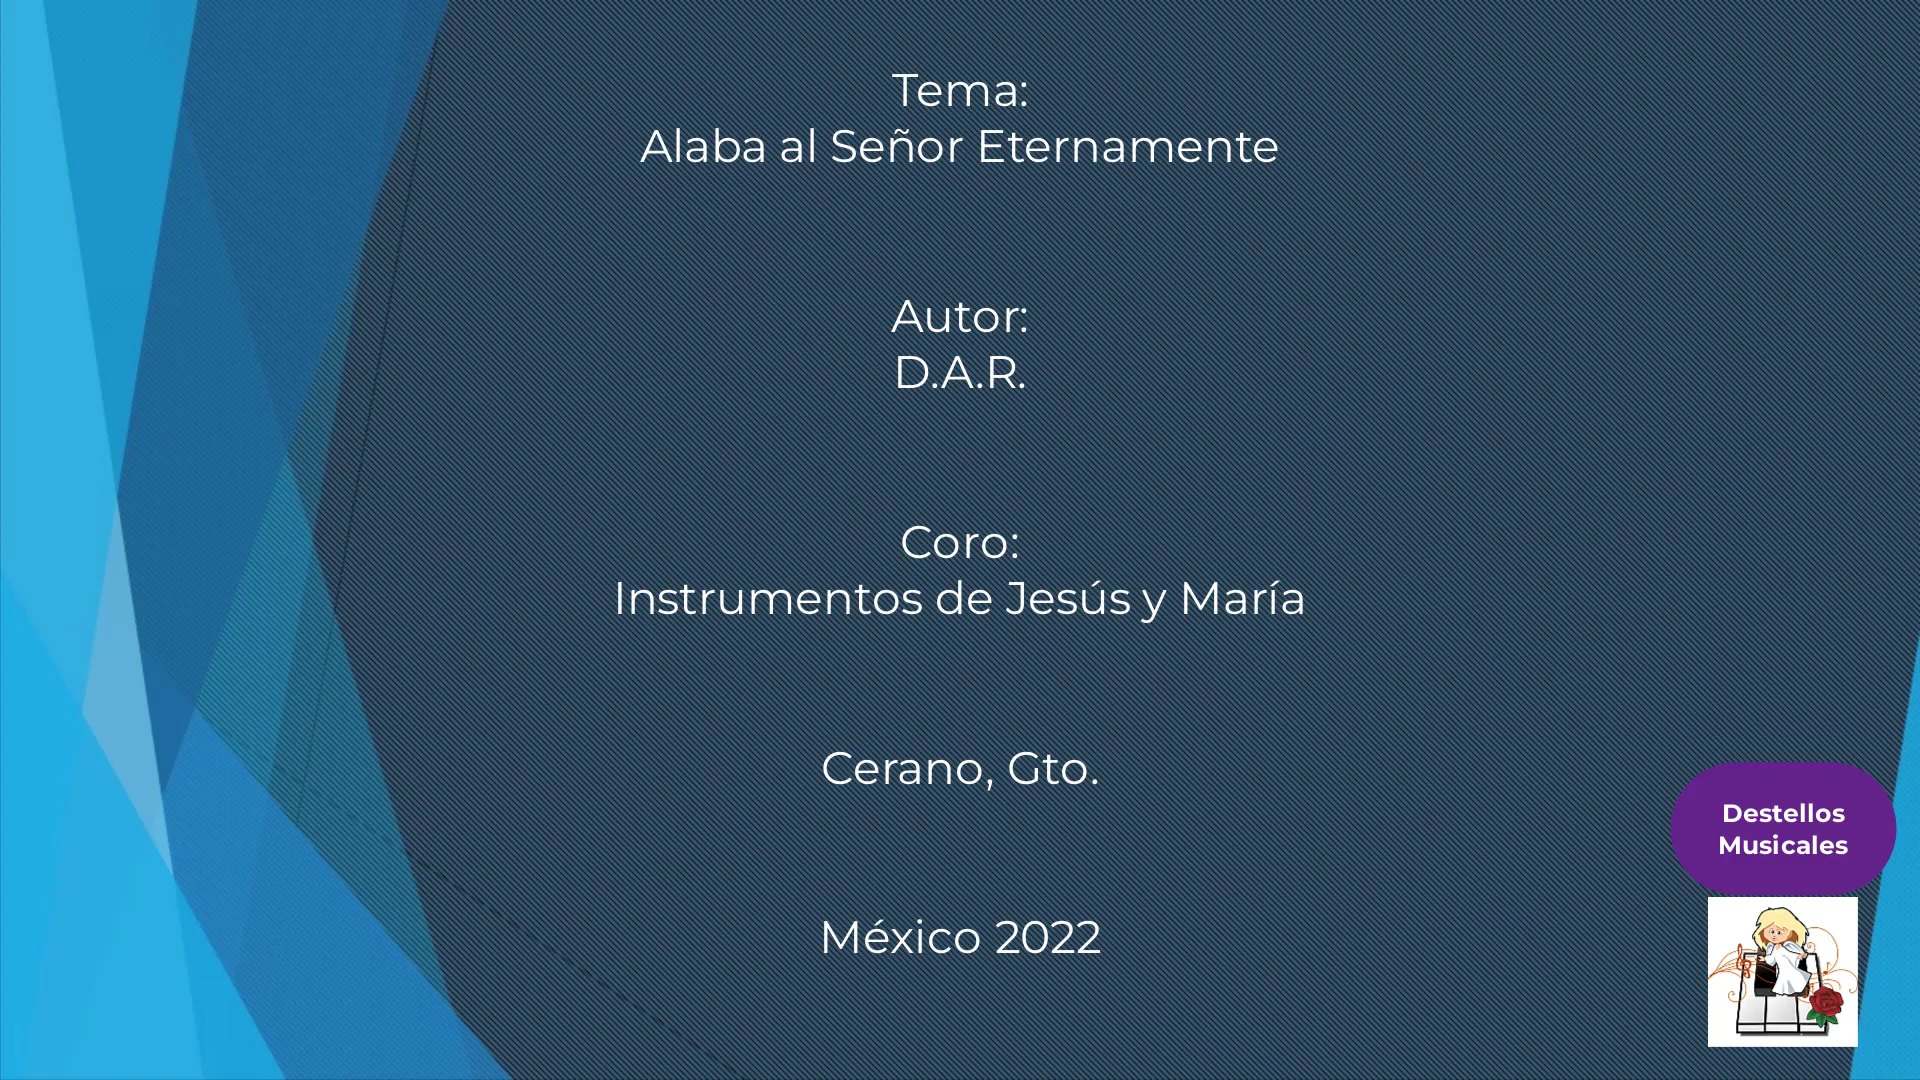 Tema:
Alaba al Señor Eternamente
Autor:
D.A.R.
Coro:
Instrumentos de Jesús y María
Cerano, Gto.
México 2022
Destellos
Musicales